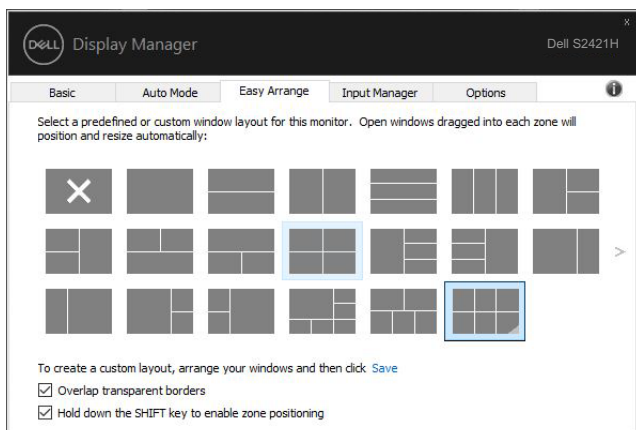 x
DELL Display Manager Dell S2421H
Basic Auto Mode Easy Arrange Input Manager Options i
Select a predefined or custom window layout for this monitor. Open windows dragged into each zone will
position and resize automatically:
>
To create a custom layout, arrange your windows and then click Save
Overlap transparent borders
Hold down the SHIFT key to enable zone positioning